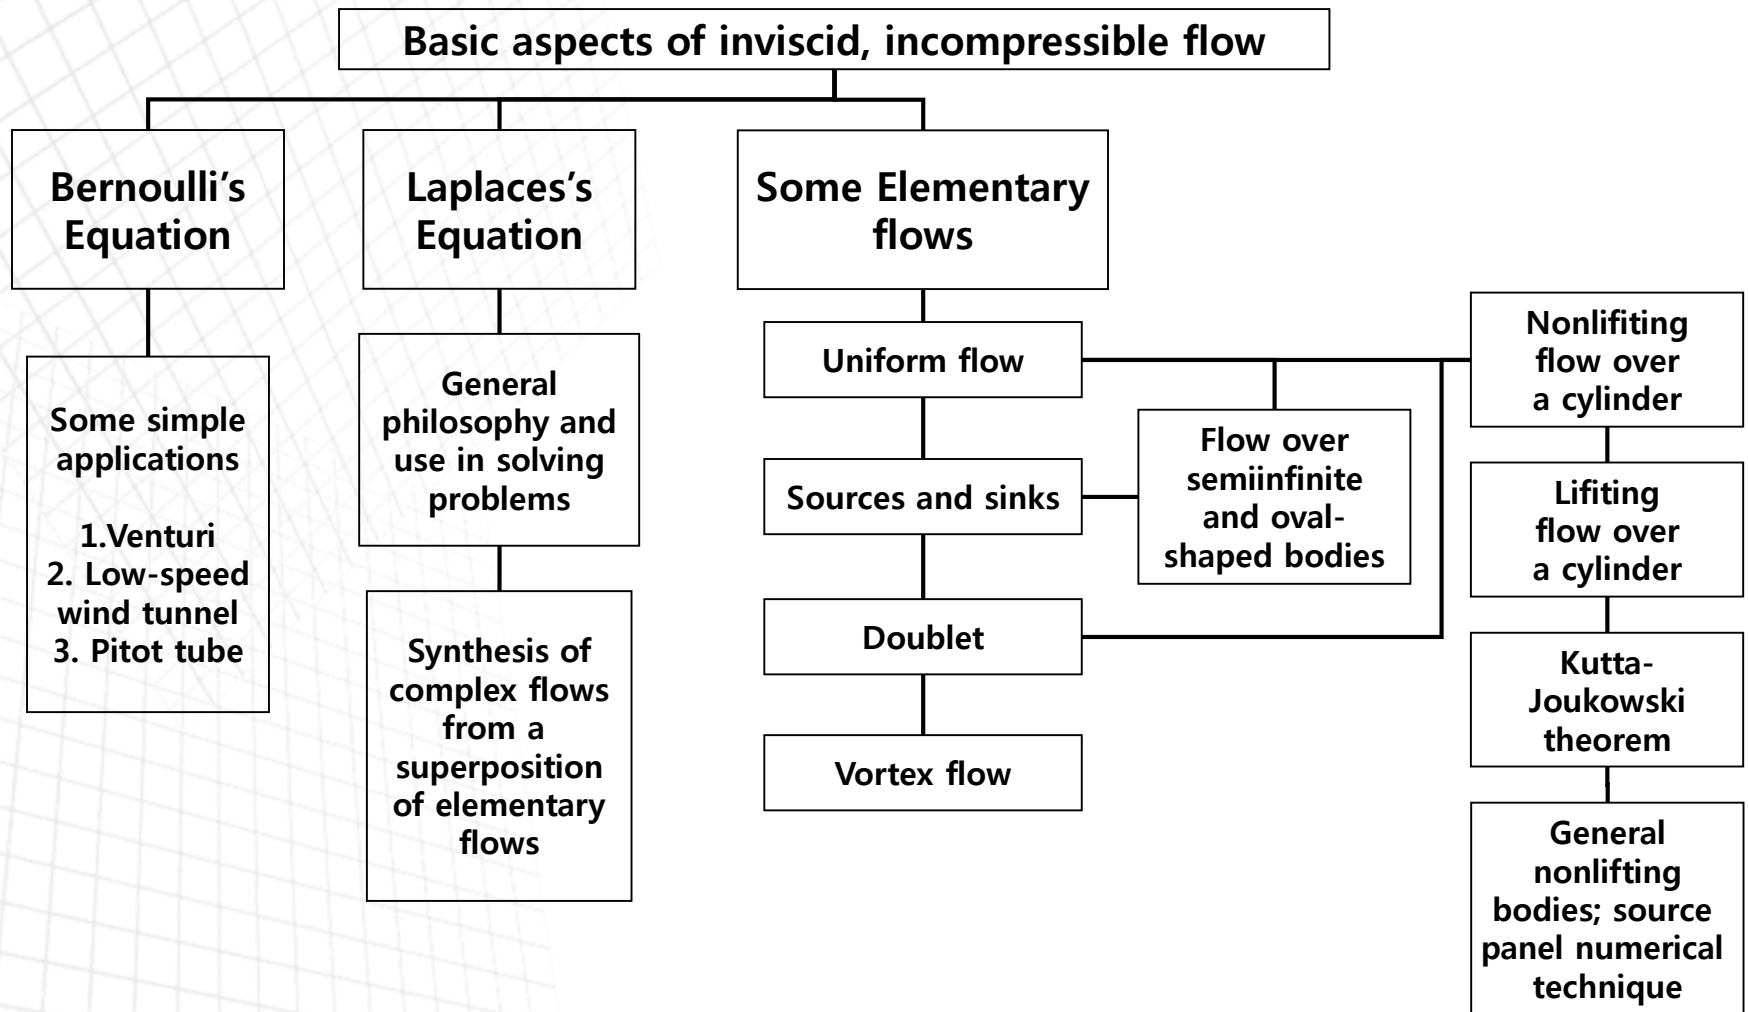 Basic aspects of inviscid, incompressible flow
Bernoulli’s
Equation
Some simple
applications
1.Venturi
2. Low-speed
wind tunnel
3. Pitot tube
Laplaces’s
Equation
General
philosophy and
use in solving
problems
Synthesis of
complex flows
from a
superposition
of elementary
flows
Some Elementary
flows
Uniform flow
Sources and sinks
Doublet
Vortex flow
Flow over
semiinfinite
and oval-
shaped bodies
Nonlifiting
flow over
a cylinder
Lifiting
flow over
a cylinder
Kutta-
Joukowski
theorem
General
nonlifting
bodies; source
panel numerical
technique